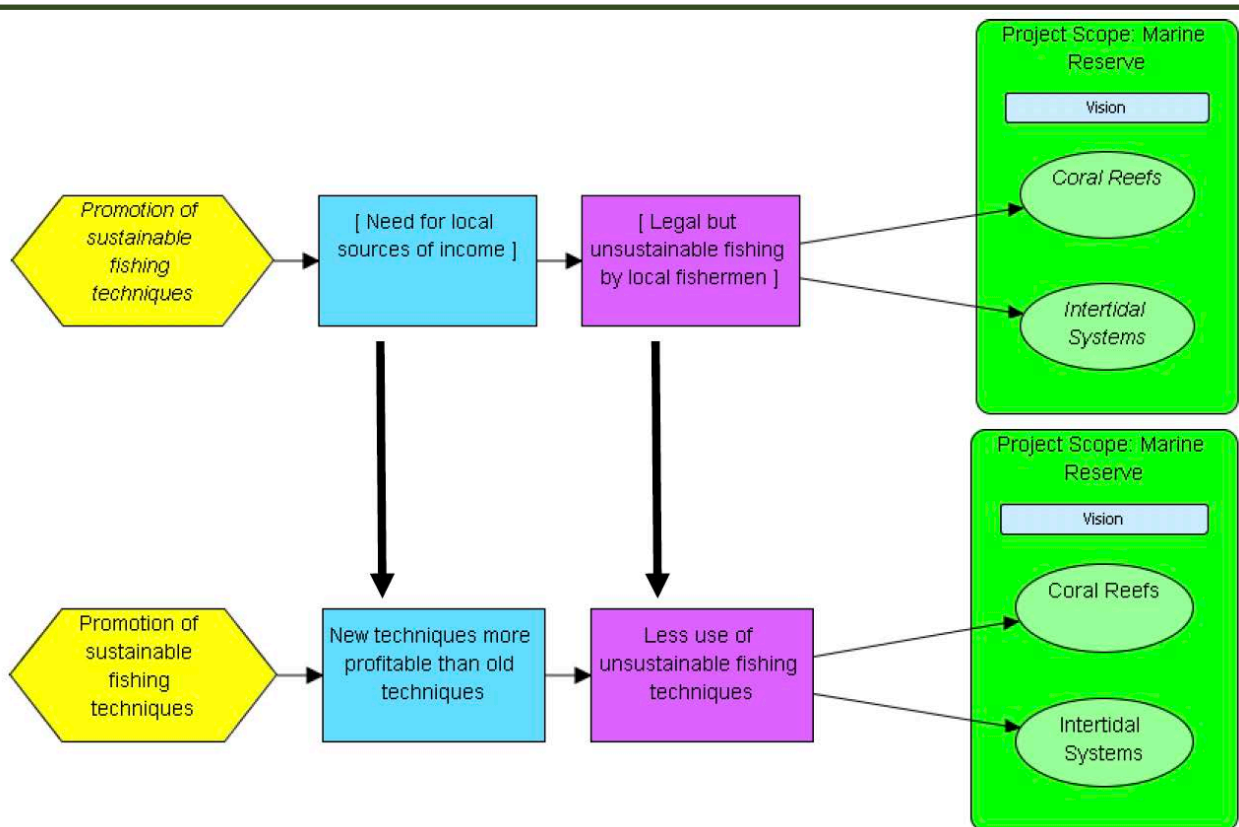 Project Scope: Marine
Reserve
Vision
Promotion of
sustainable
fishing
techniques
[ Need for local
sources of income ]
[ Legal but
unsustainable fishing
by local fishermen ]
Coral Reefs
Intertidal
Systems
Project Scope: Marine
Reserve
Vision
Promotion of
sustainable
fishing
techniques
New techniques more
profitable than old
techniques
Less use of
unsustainable fishing
techniques
Coral Reefs
Intertidal
Systems